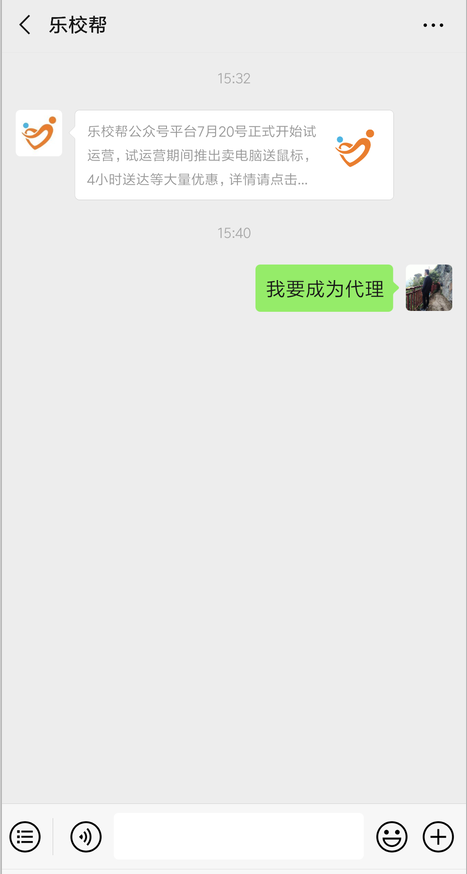 乐校帮
15:32
乐校帮公众号平台7月20号正式开始试
运营，试运营期间推出卖电脑送鼠标，
4小时送达等大量优惠，详情请点击...
15:40
我要成为代理